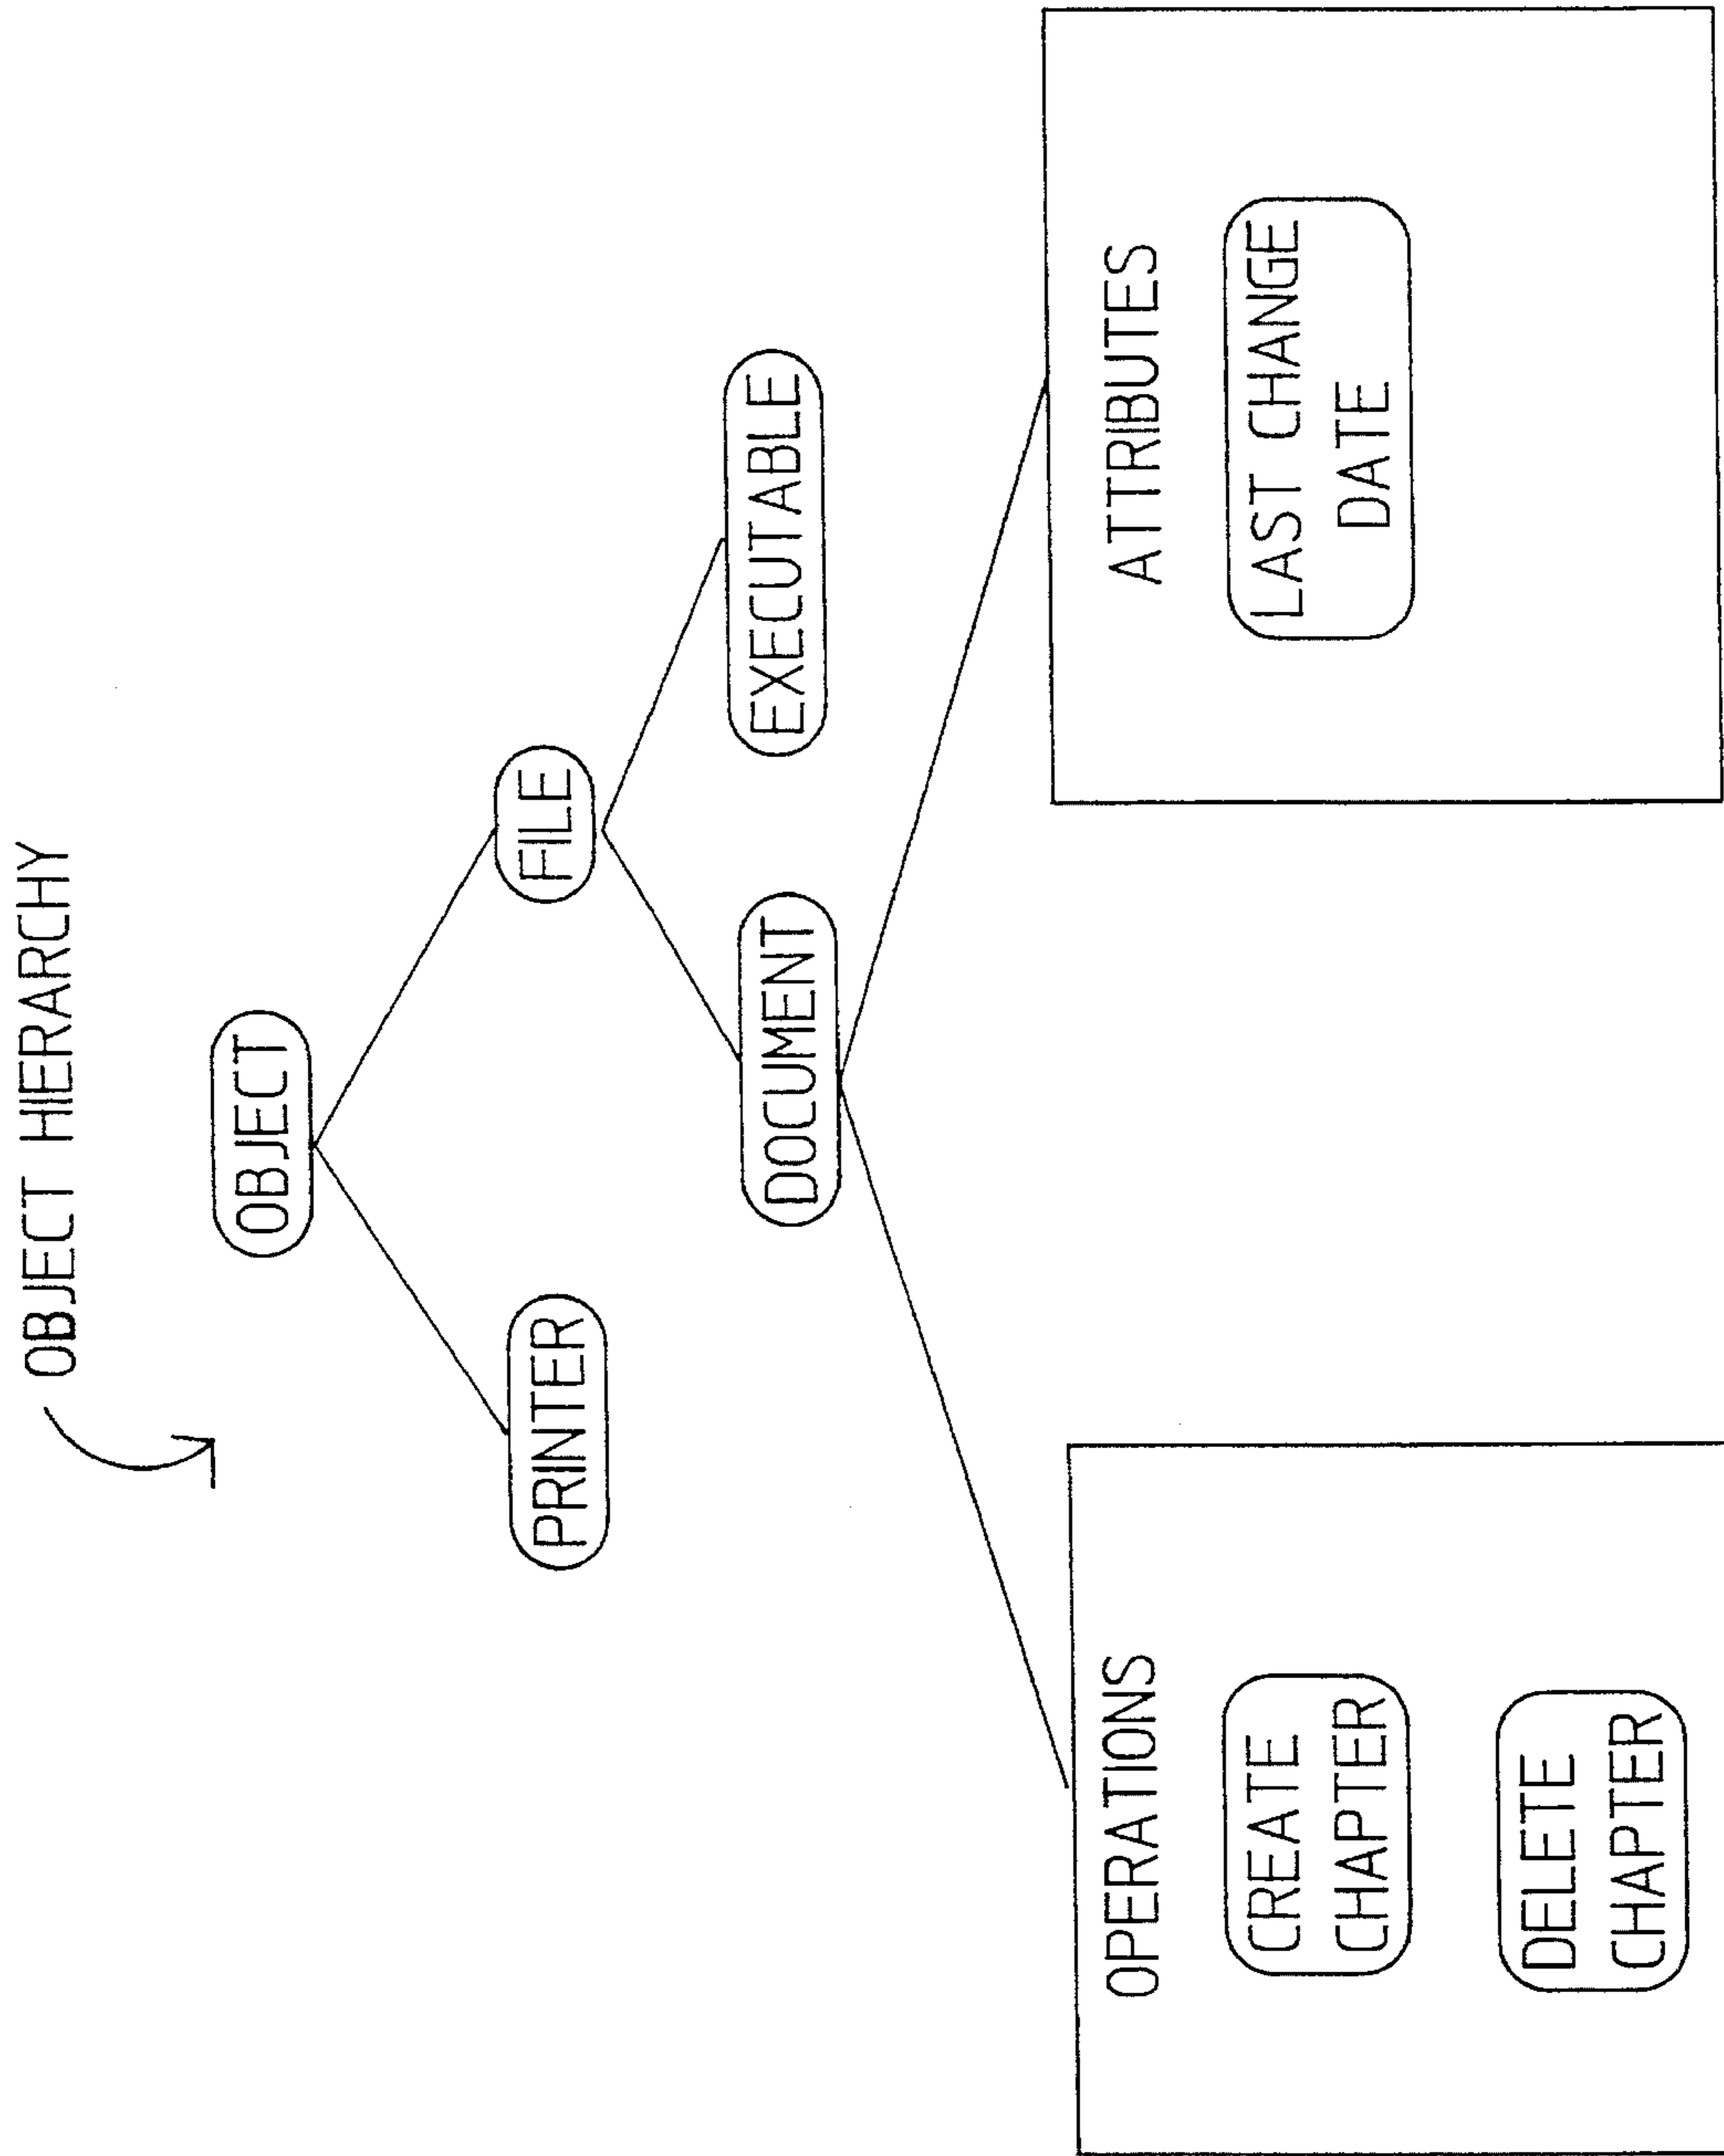 OBJECT HIERARCHY
OBJECT
PRINTER
FILE
DOCUMENT
EXECUTABLE
OPERATIONS
CREATE
CHAPTER
DELETE
CHAPTER
ATTRIBUTES
LAST CHANGE
DATE